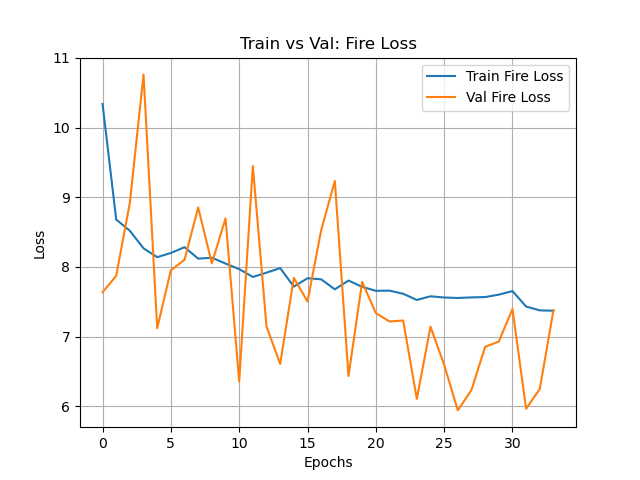 Train vs Val: Fire Loss
Train Fire Loss
Val Fire Loss
Loss
11
10
9
8
7
6
0 5 10 15 20 25 30
Epochs